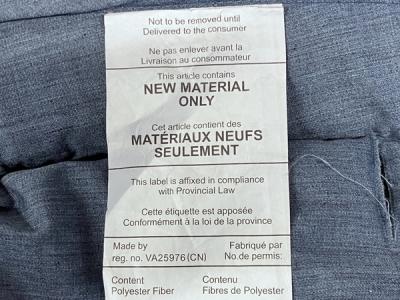 Not to be removed until
Delivered to the consumer
Ne pas enlever avant la
Livraison au consommateur
This article contains
NEW MATERIAL
ONLY
Cet article contient des
MATÉRIAUX NEUFS
SEULEMENT
This label is affixed in compliance
with Provincial Law
Cette étiquette est apposée
Conformément à la loi de la province
Made by Fabriqué par
reg. no. VA25976 (CN) No.de permis:
Content Contenu
Polyester Fiber Fibres de Polyester